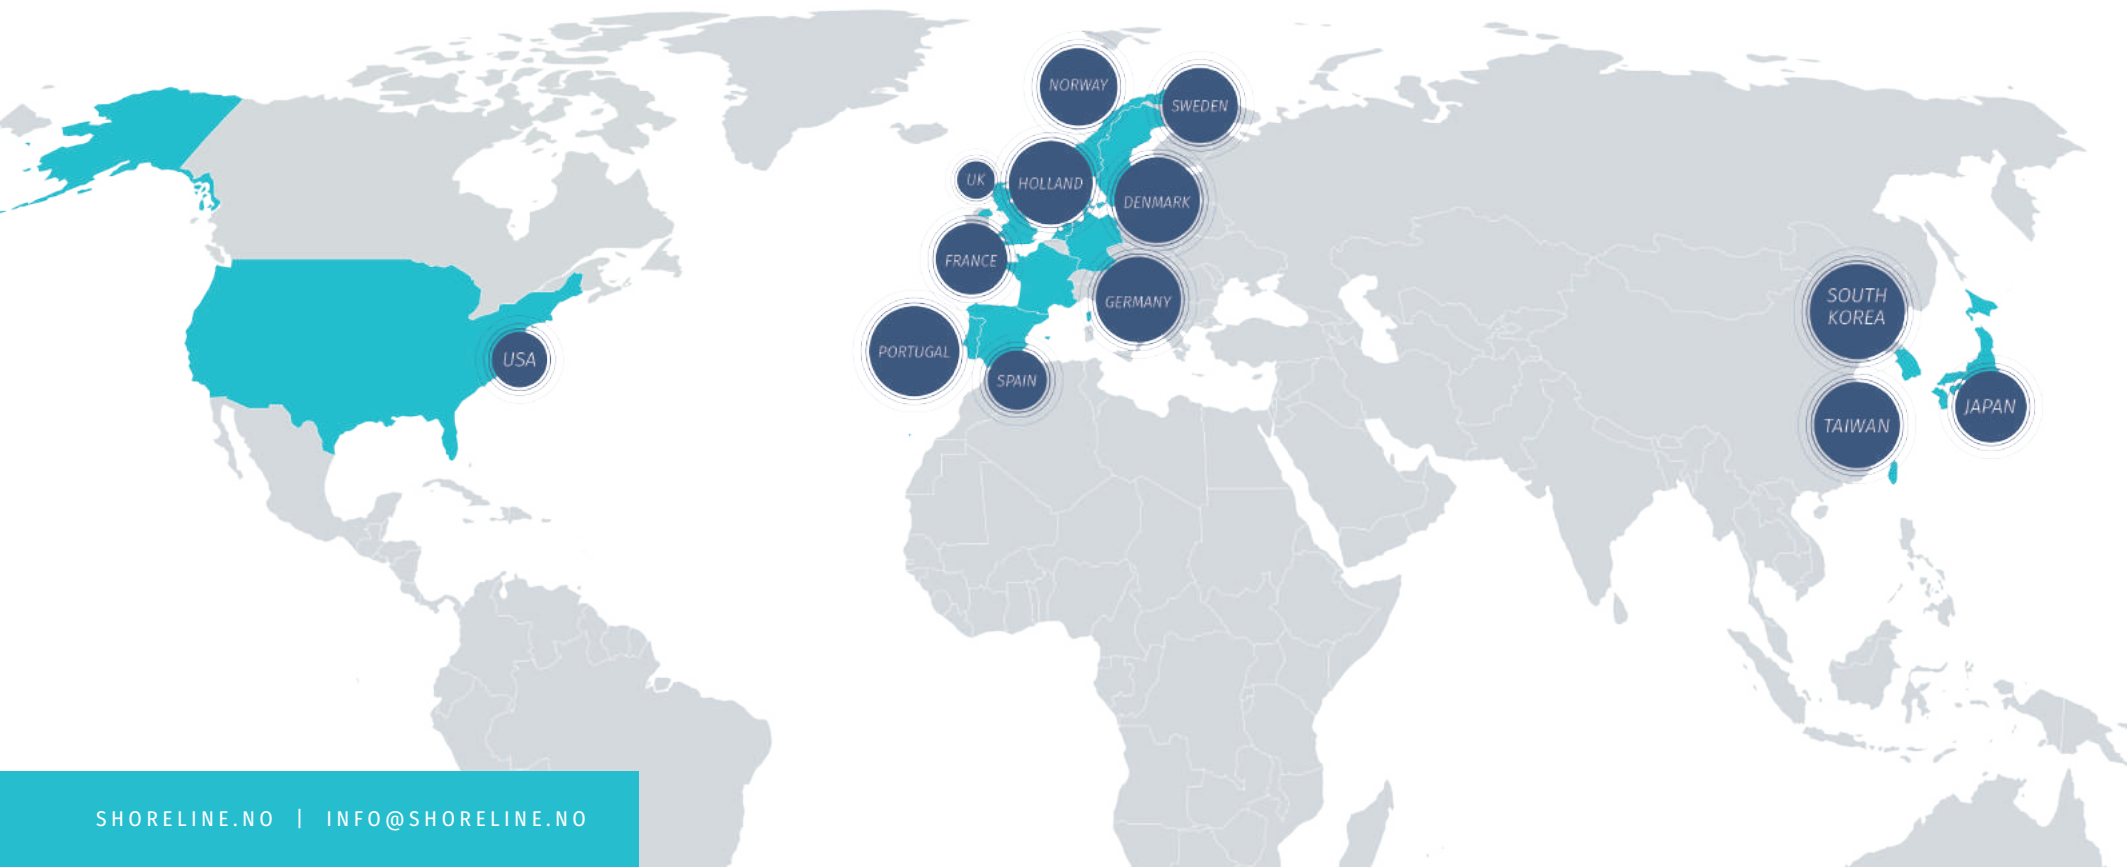 NORWAY
SWEDEN
UK
HOLLAND
DENMARK
FRANCE
GERMANY
PORTUGAL
SPAIN
USA
SOUTH
KOREA
TAIWAN
JAPAN
SHORELINE.NO | INFO@SHORELINE.NO